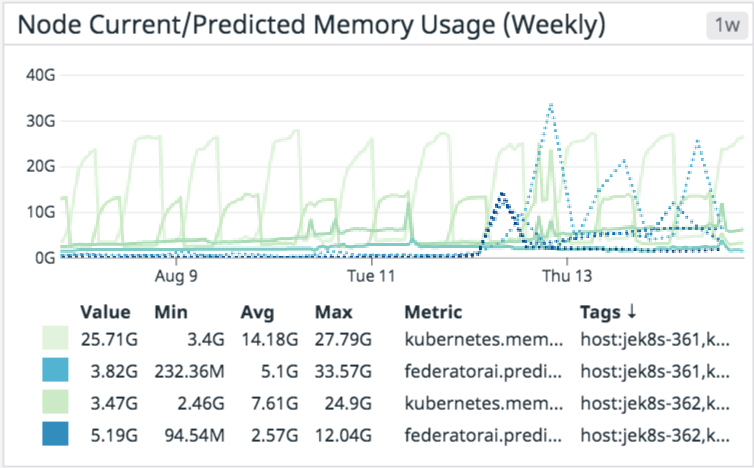 Node Current/Predicted Memory Usage (Weekly) 1w
40G
30G
20G
10G
0G
Aug 9 Tue 11 Thu 13
Value Min Avg Max Metric Tags ↓
25.71G 3.4G 14.18G 27.79G kubernetes.mem... host:jek8s-361,k...
3.82G 232.36M 5.1G 33.57G federatorai.predi... host:jek8s-361,k...
3.47G 2.46G 7.61G 24.9G kubernetes.mem... host:jek8s-362,k...
5.19G 94.54M 2.57G 12.04G federatorai.predi... host:jek8s-362,k...